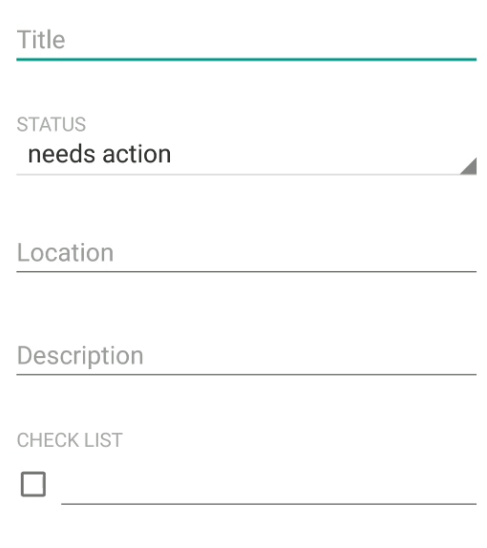 Title
STATUS
needs action
Location
Description
CHECK LIST